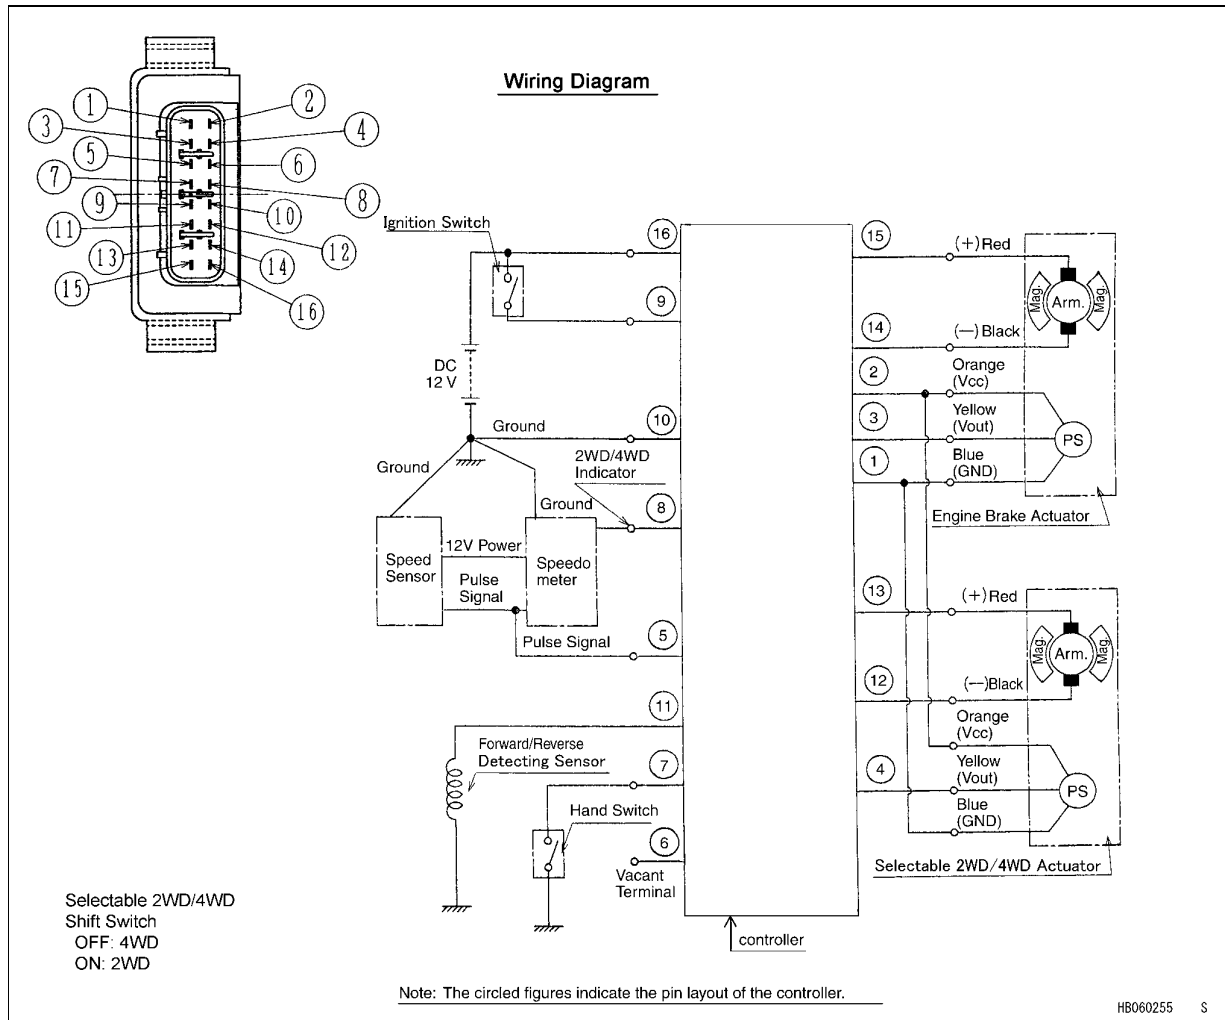 Wiring Diagram
1
2
3
4
5
6
7
8
9
10
11
12
13
14
15
16
Ignition Switch
16
9
DC
12 V
Ground
10
Ground
2WD/4WD
Indicator
Ground
8
Speed
Sensor
12V Power
Speedo
meter
Pulse
Signal
Pulse Signal
5
11
Forward/Reverse
Detecting Sensor
7
Hand Switch
6
Vacant
Terminal
15
(+) Red
Mag.
Arm.
Mag.
14
(—) Black
2
Orange
(Vcc)
3
Yellow
(Vout)
PS
1
Blue
(GND)
Engine Brake Actuator
13
(+) Red
Mag.
Arm.
Mag.
12
(—)Black
Orange
(Vcc)
4
Yellow
(Vout)
PS
Blue
(GND)
Selectable 2WD/4WD Actuator
controller
Selectable 2WD/4WD
Shift Switch
OFF: 4WD
ON: 2WD
Note: The circled figures indicate the pin layout of the controller.
HB060255 S